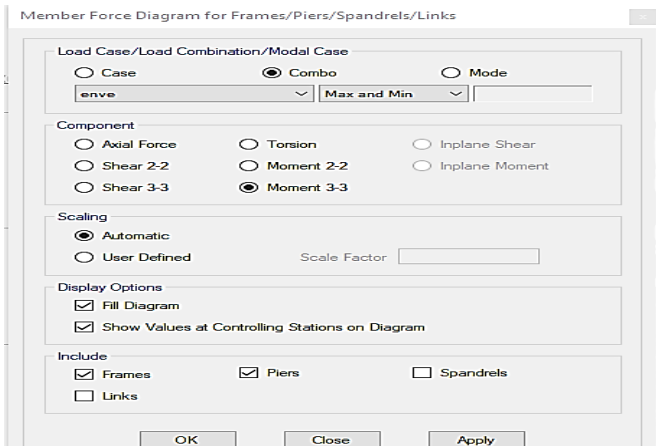 Member Force Diagram for Frames/Piers/Spandrels/Links
Load Case/Load Combination/Modal Case
Case Combo Mode
enve Max and Min
Component
Axial Force Torsion Inplane Shear
Shear 2-2 Moment 2-2 Inplane Moment
Shear 3-3 Moment 3-3
Scaling
Automatic
User Defined Scale Factor
Display Options
Fill Diagram
Show Values at Controlling Stations on Diagram
Include
Frames Piers Spandrels
Links
OK Close Apply